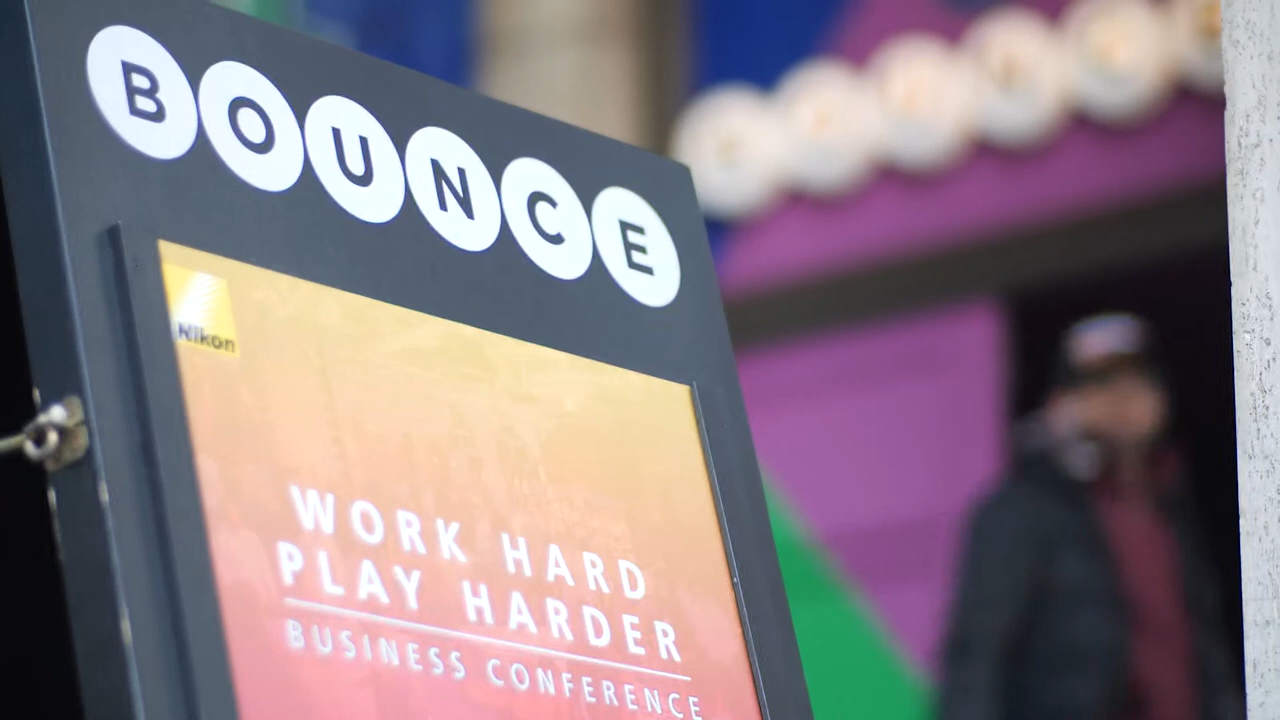 BOUNCE
Nikon
WORK HARD
PLAY HARDER
BUSINESS CONFERENCE